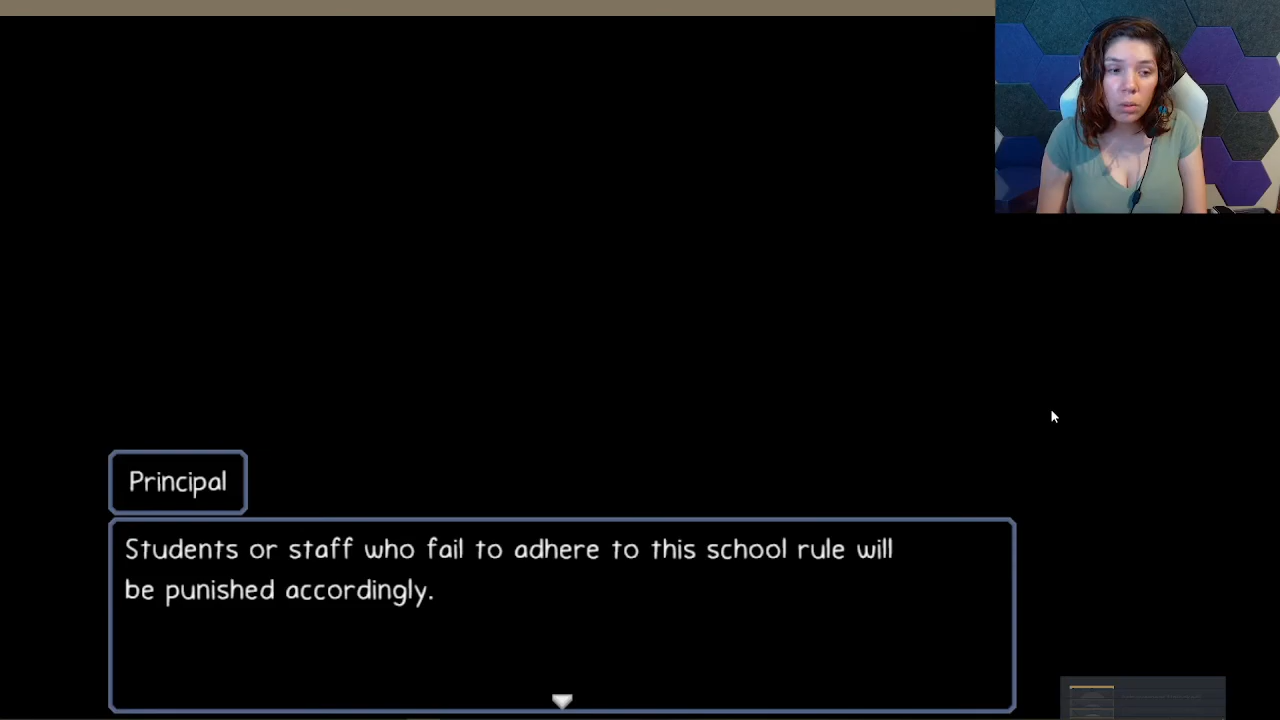 Principal
Students or staff who fail to adhere to this school rule will
be punished accordingly.